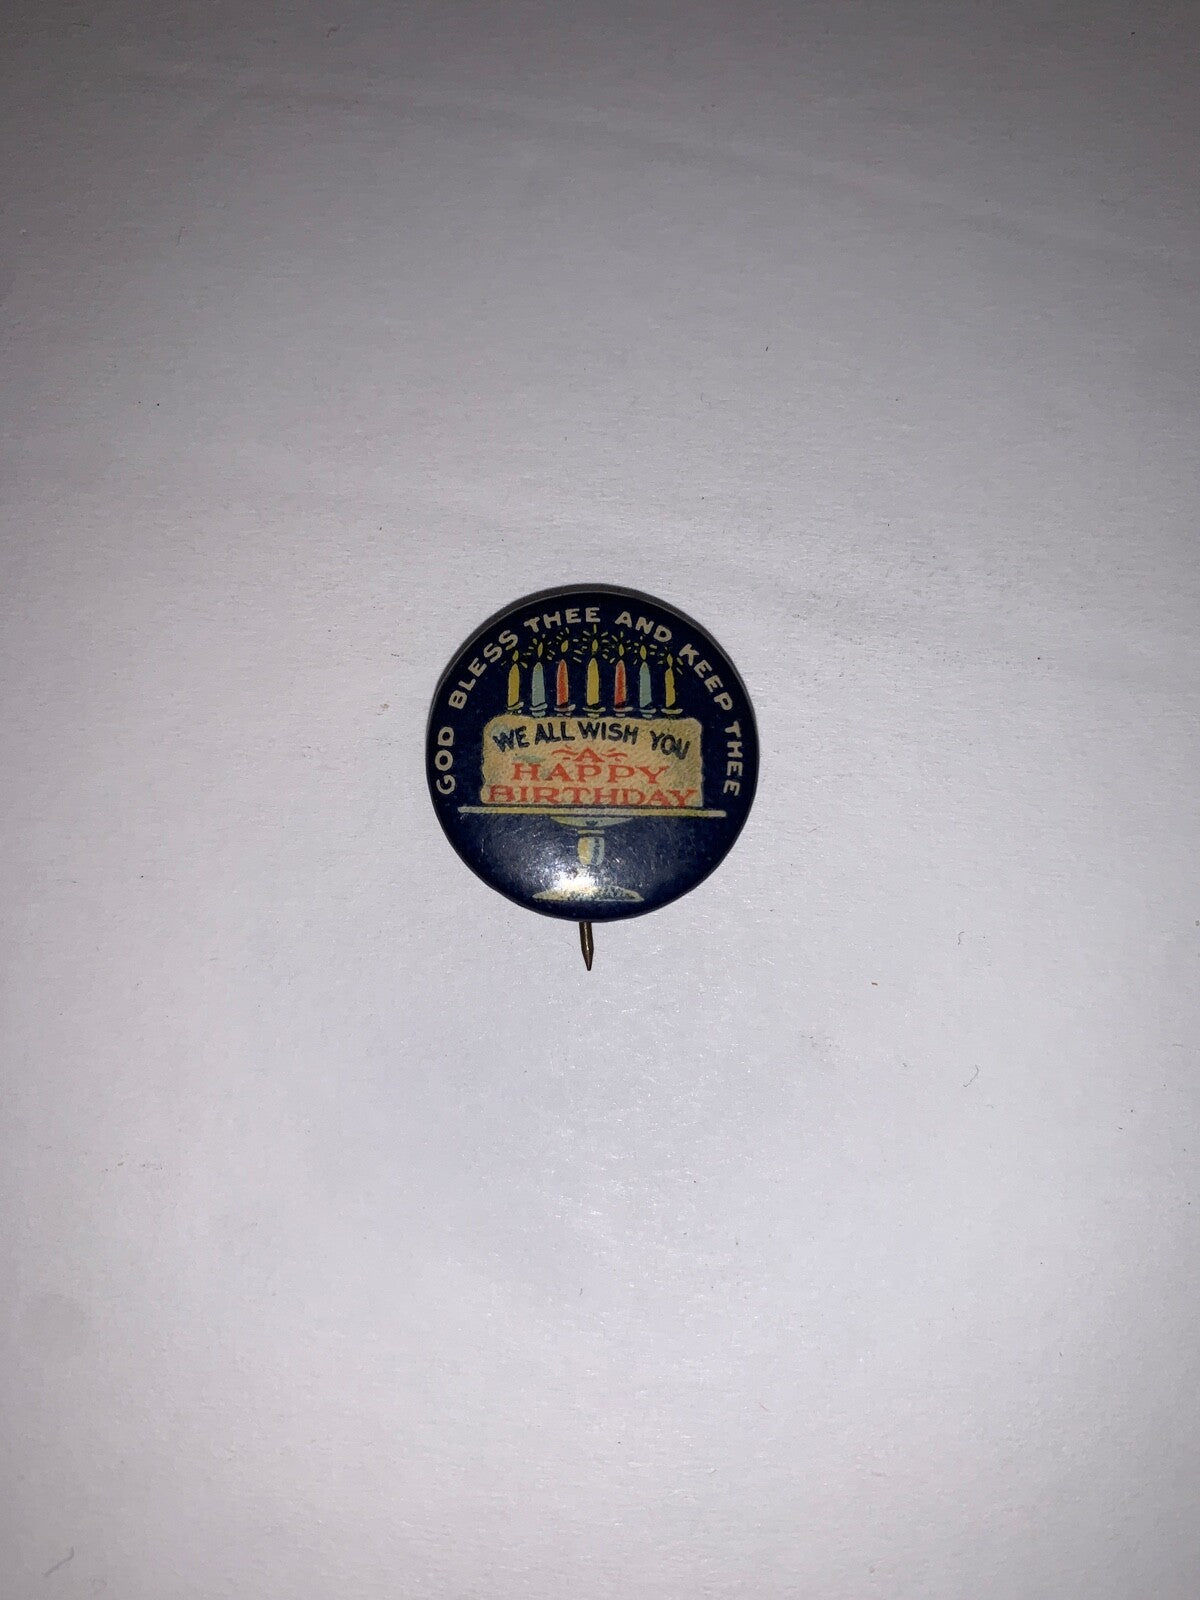 GOD BLESS THEE AND KEEP THEE
WE ALL WISH YOU
A
HAPPY
BIRTHDAY